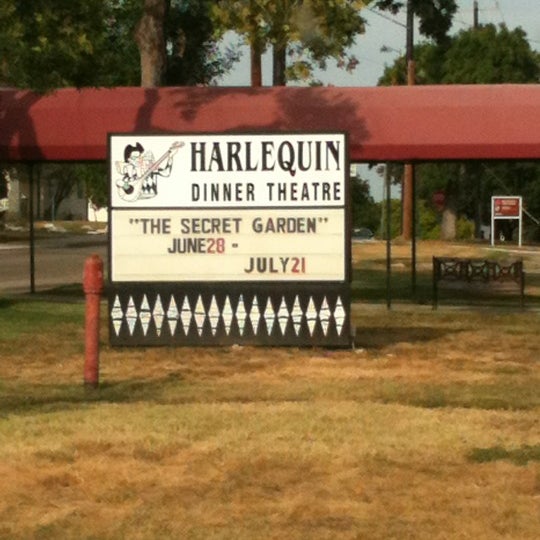 HARLEQUIN
DINNER THEATRE
"THE SECRET GARDEN"
JUNE28 -
JULY21